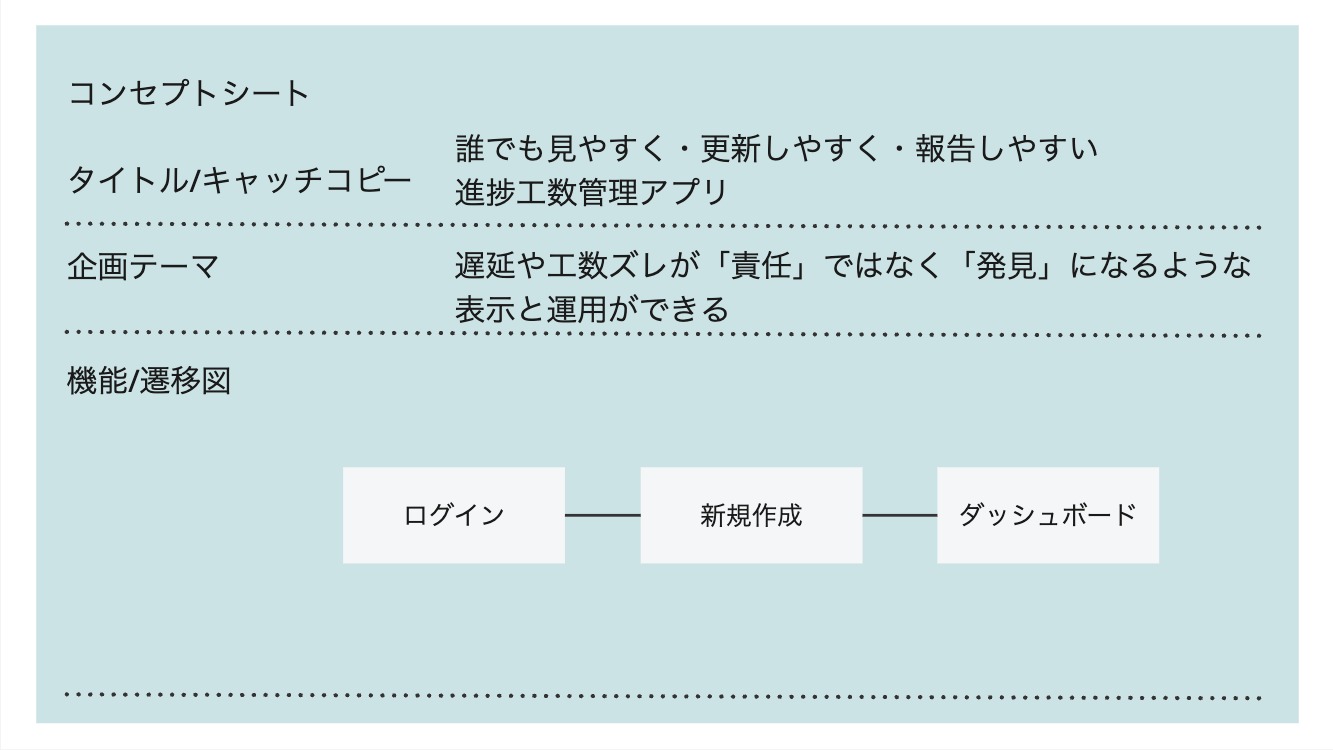 コンセプトシート
タイトル/キャッチコピー
誰でも見やすく・更新しやすく・報告しやすい
進捗工数管理アプリ
企画テーマ
遅延や工数ズレが「責任」ではなく「発見」になるような
表示と運用ができる
機能/遷移図
ログイン
新規作成
ダッシュボード